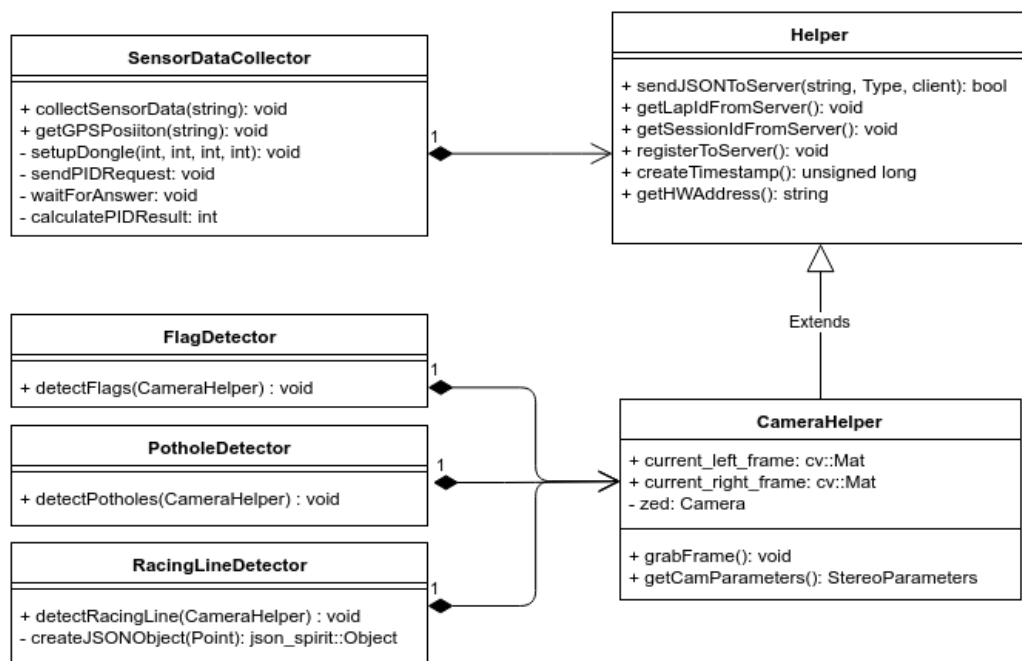 SensorDataCollector
+ collectSensorData(string): void
+ getGPSPosiiton(string): void
- setupDongle(int, int, int, int): void
- sendPIDRequest: void
- waitForAnswer: void
- calculatePIDResult: int
1
Helper
+ sendJSONToServer(string, Type, client): bool
+ getLapIdFromServer(): void
+ getSessionIdFromServer(): void
+ registerToServer(): void
+ createTimestamp(): unsigned long
+ getHWAddress(): string
Extends
FlagDetector
+ detectFlags(CameraHelper) : void
1
PotholeDetector
+ detectPotholes(CameraHelper) : void
1
RacingLineDetector
+ detectRacingLine(CameraHelper) : void
- createJSONObject(Point): json_spirit::Object
1
CameraHelper
+ current_left_frame: cv::Mat
+ current_right_frame: cv::Mat
- zed: Camera
+ grabFrame(): void
+ getCamParameters(): StereoParameters